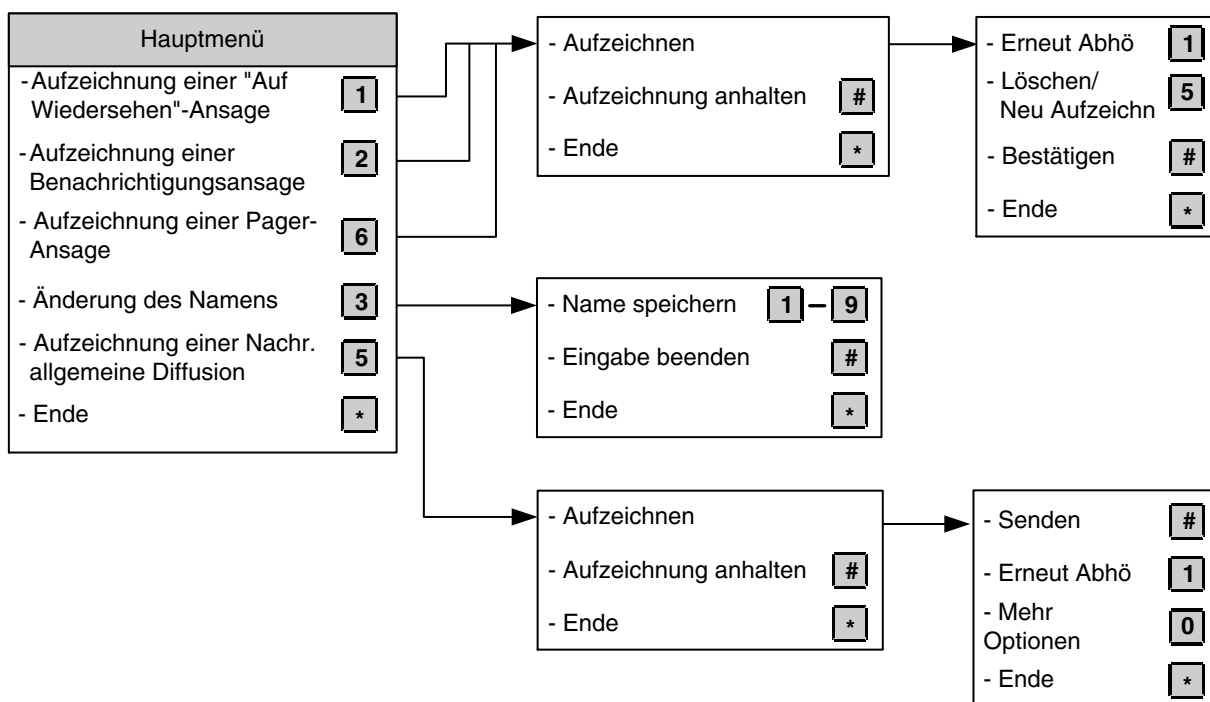 Hauptmenü
-Aufzeichnung einer "Auf
Wiedersehen"-Ansage 1
-Aufzeichnung einer
Benachrichtigungsansage 2
- Aufzeichnung einer Pager-
Ansage 6
- Änderung des Namens 3
- Aufzeichnung einer Nachr.
allgemeine Diffusion 5
- Ende *
- Aufzeichnen
- Aufzeichnung anhalten #
- Ende *
- Erneut Abhö 1
- Löschen/
Neu Aufzeichn 5
- Bestätigen #
- Ende *
- Name speichern 1 – 9
- Eingabe beenden #
- Ende *
- Aufzeichnen
- Aufzeichnung anhalten #
- Ende *
- Senden #
- Erneut Abhö 1
- Mehr
Optionen 0
- Ende *